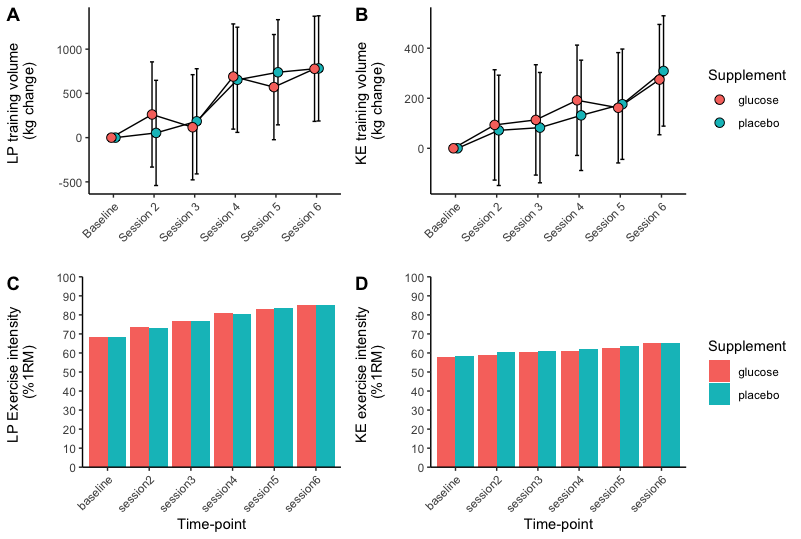 A
LP training volume
(kg change)
1000
500
0
-500
Baseline
Session 2
Session 3
Session 4
Session 5
Session 6
B
KE training volume
(kg change)
400
200
0
Baseline
Session 2
Session 3
Session 4
Session 5
Session 6
Supplement
glucose
placebo
C
LP Exercise intensity
(%1RM)
100
90
80
70
60
50
40
30
20
10
0
baseline
session2
session3
session4
session5
session6
Time-point
D
KE exercise intensity
(%1RM)
100
90
80
70
60
50
40
30
20
10
0
baseline
session2
session3
session4
session5
session6
Time-point
Supplement
glucose
placebo